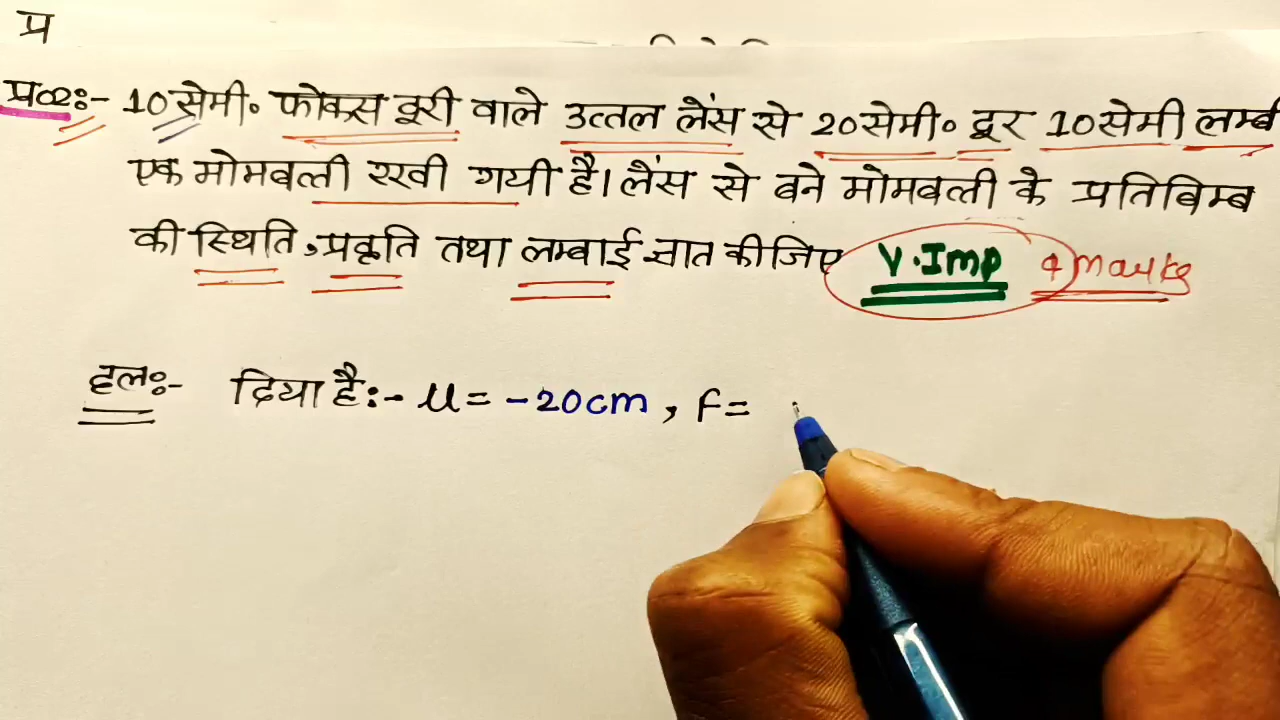 प्र
प्र02:- 10 सेमी. फोकस दूरी वाले उत्तल लेंस से 20 सेमी. दूर 10 सेमी लम्ब
एक मोमबत्ती रखी गयी है। लेंस से बने मोमबत्ती के प्रतिबिम्ब
की स्थिति, प्रकृति तथा लम्बाई ज्ञात कीजिए V.Imp 4 marks
हलः- दिया हैः- u = -20cm, f =